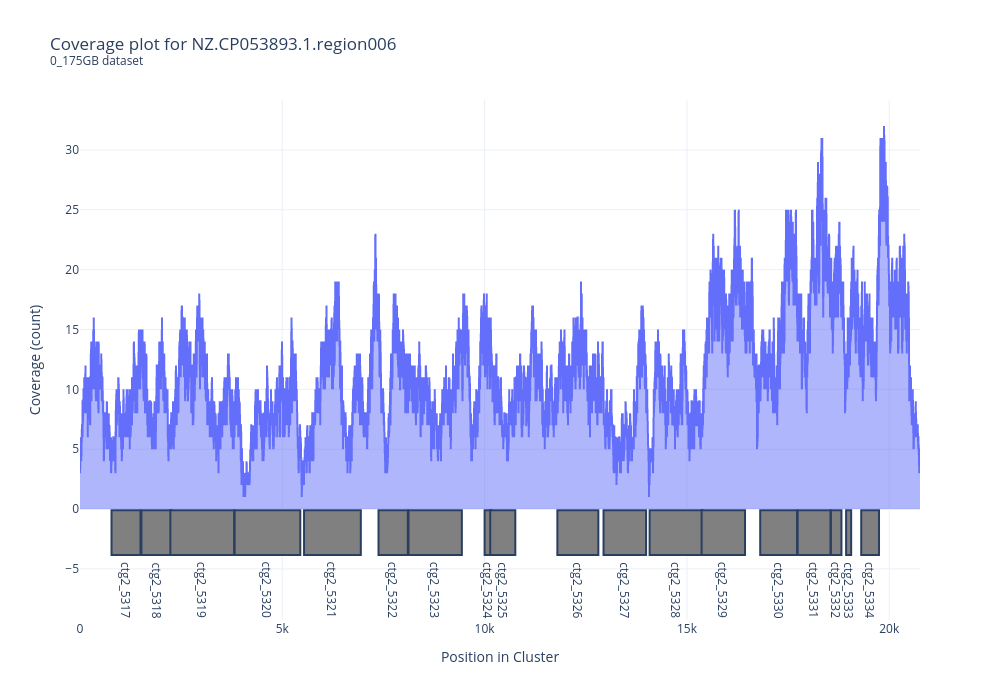 Coverage plot for NZ.CP053893.1.region006
0_175GB dataset
30
25
20
15
10
5
0
−5
Coverage (count)
ctg2_5317
ctg2_5318
ctg2_5319
ctg2_5320
ctg2_5321
ctg2_5322
ctg2_5323
ctg2_5324
ctg2_5325
ctg2_5326
ctg2_5327
ctg2_5328
ctg2_5329
ctg2_5330
ctg2_5331
ctg2_5332
ctg2_5333
ctg2_5334
0 5k 10k 15k 20k
Position in Cluster